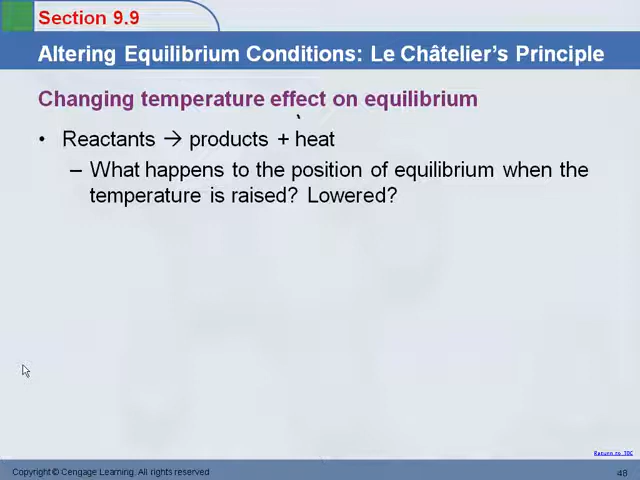 Section 9.9
Altering Equilibrium Conditions: Le Châtelier's Principle
Changing temperature effect on equilibrium
• Reactants → products + heat
– What happens to the position of equilibrium when the
temperature is raised? Lowered?
Return to TOC
Copyright © Cengage Learning. All rights reserved
48